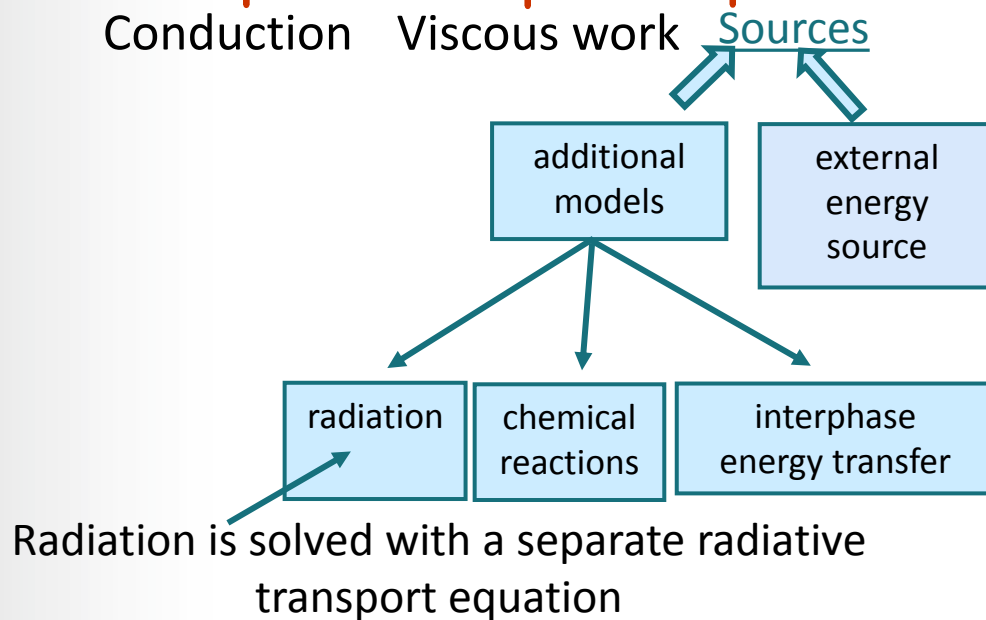 Conduction Viscous work Sources
additional
models
external
energy
source
radiation
chemical
reactions
interphase
energy transfer
Radiation is solved with a separate radiative
transport equation